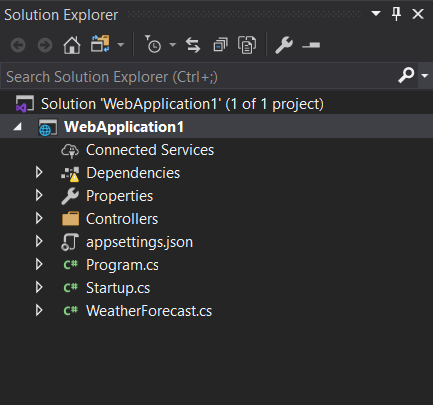 Solution Explorer
Search Solution Explorer (Ctrl+;)
Solution 'WebApplication1' (1 of 1 project)
WebApplication1
Connected Services
Dependencies
Properties
Controllers
appsettings.json
C# Program.cs
C# Startup.cs
C# WeatherForecast.cs